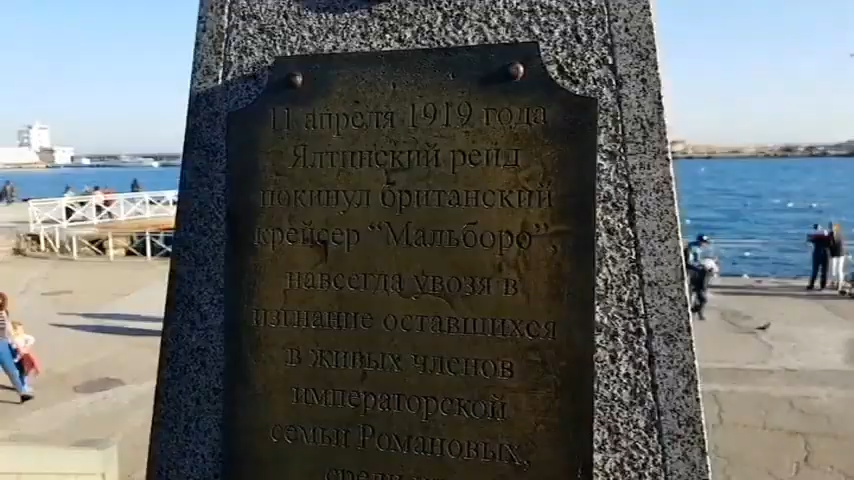 11 апреля 1919 года
Ялтинский рейд
покинул британский
крейсер “Мальборо”,
навсегда увозя в
изгнание оставшихся
в живых членов
императорской
семьи Романовых,
среди